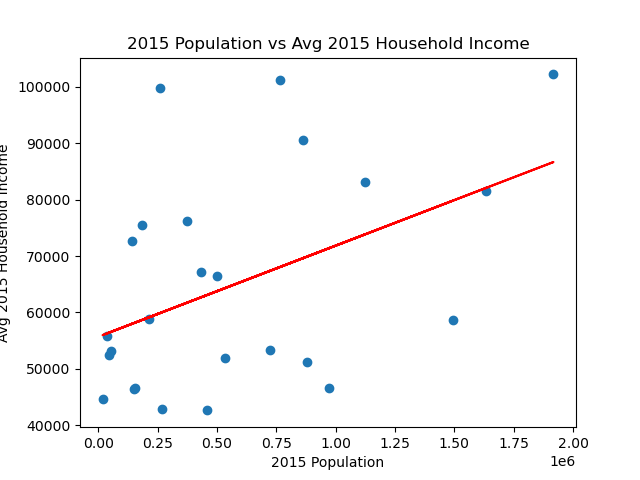 2015 Population vs Avg 2015 Household Income
100000
90000
80000
70000
60000
50000
40000
Avg 2015 Household Income
0.00 0.25 0.50 0.75 1.00 1.25 1.50 1.75 2.00
1e6
2015 Population